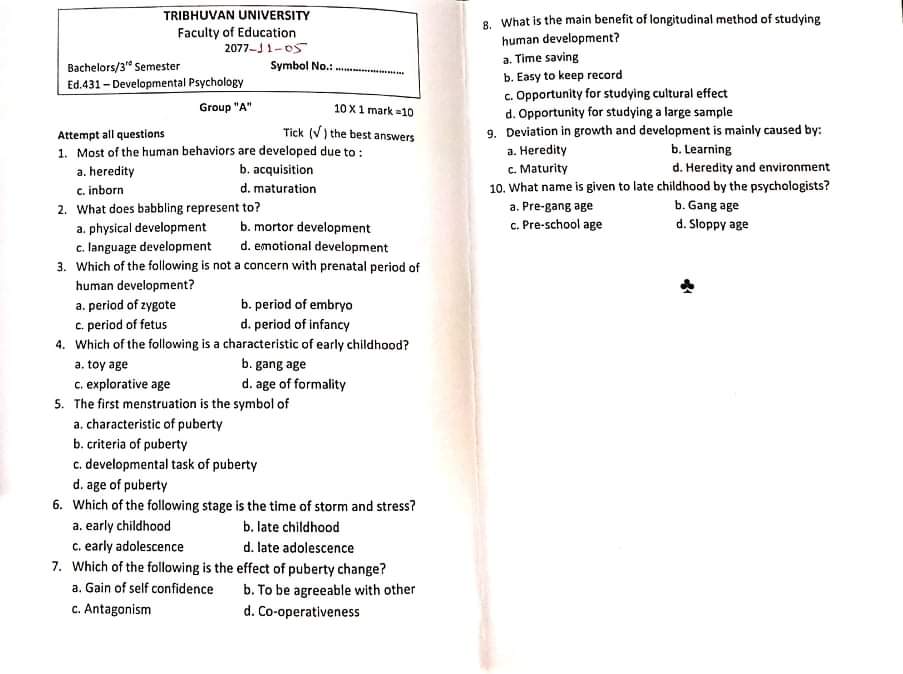 TRIBHUVAN UNIVERSITY
Faculty of Education
2077-11-05
Bachelors/3rd Semester Symbol No.: ........................
Ed.431 – Developmental Psychology
Group "A" 10 X 1 mark =10
Attempt all questions Tick (√) the best answers
1. Most of the human behaviors are developed due to :
a. heredity b. acquisition
c. inborn d. maturation
2. What does babbling represent to?
a. physical development b. mortor development
c. language development d. emotional development
3. Which of the following is not a concern with prenatal period of
human development?
a. period of zygote b. period of embryo
c. period of fetus d. period of infancy
4. Which of the following is a characteristic of early childhood?
a. toy age b. gang age
c. explorative age d. age of formality
5. The first menstruation is the symbol of
a. characteristic of puberty
b. criteria of puberty
c. developmental task of puberty
d. age of puberty
6. Which of the following stage is the time of storm and stress?
a. early childhood b. late childhood
c. early adolescence d. late adolescence
7. Which of the following is the effect of puberty change?
a. Gain of self confidence b. To be agreeable with other
c. Antagonism d. Co-operativeness
8. What is the main benefit of longitudinal method of studying
human development?
a. Time saving
b. Easy to keep record
c. Opportunity for studying cultural effect
d. Opportunity for studying a large sample
9. Deviation in growth and development is mainly caused by:
a. Heredity b. Learning
c. Maturity d. Heredity and environment
10. What name is given to late childhood by the psychologists?
a. Pre-gang age b. Gang age
c. Pre-school age d. Sloppy age